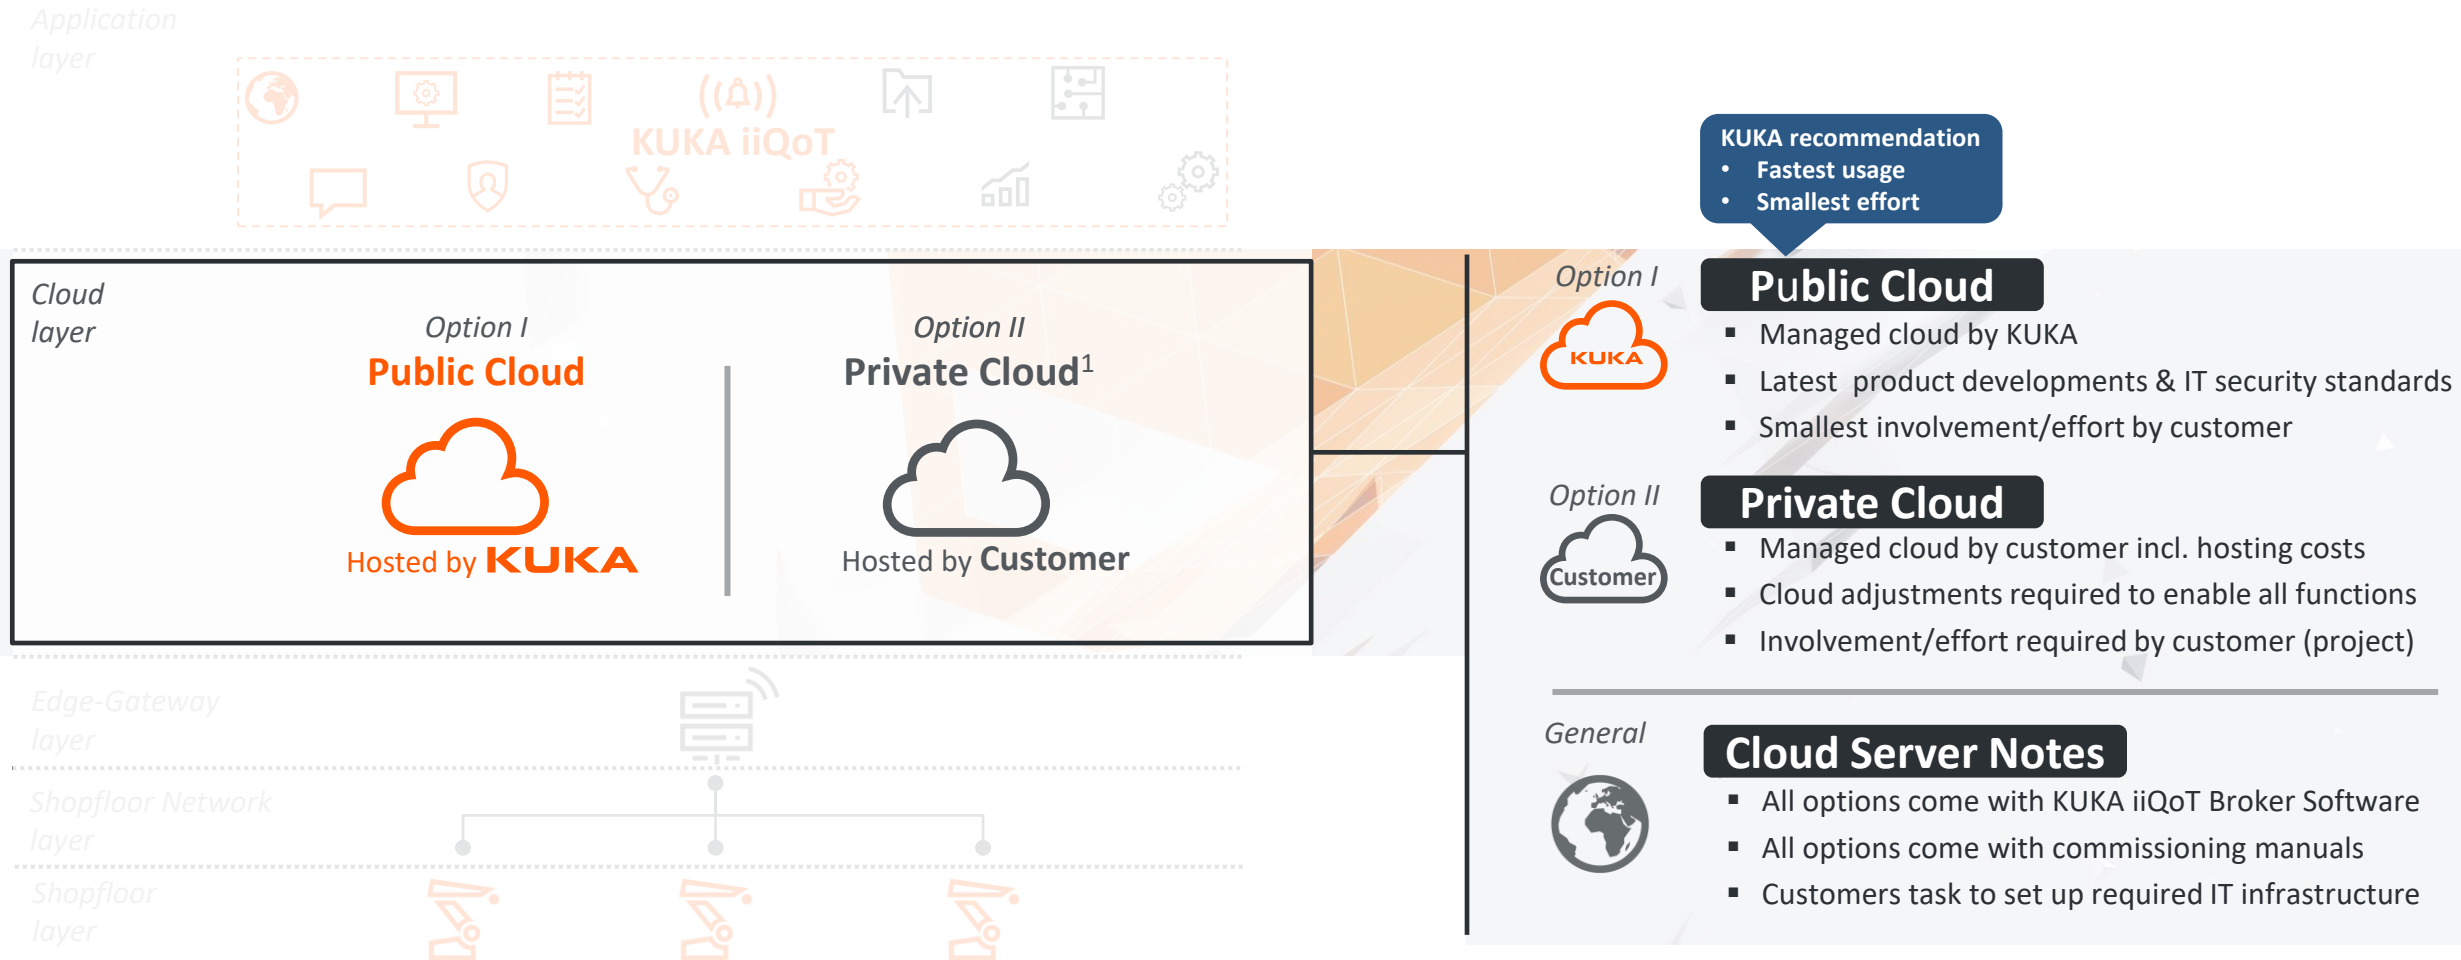 Application
layer
KUKA iiQoT
KUKA recommendation
• Fastest usage
• Smallest effort
Cloud
layer
Option I
Public Cloud
Hosted by KUKA
Option II
Private Cloud1
Hosted by Customer
Option I
KUKA
Public Cloud
▪ Managed cloud by KUKA
▪ Latest product developments & IT security standards
▪ Smallest involvement/effort by customer
Option II
Customer
Private Cloud
▪ Managed cloud by customer incl. hosting costs
▪ Cloud adjustments required to enable all functions
▪ Involvement/effort required by customer (project)
General
Cloud Server Notes
▪ All options come with KUKA iiQoT Broker Software
▪ All options come with commissioning manuals
▪ Customers task to set up required IT infrastructure
Edge-Gateway
layer
Shopfloor Network
layer
Shopfloor
layer